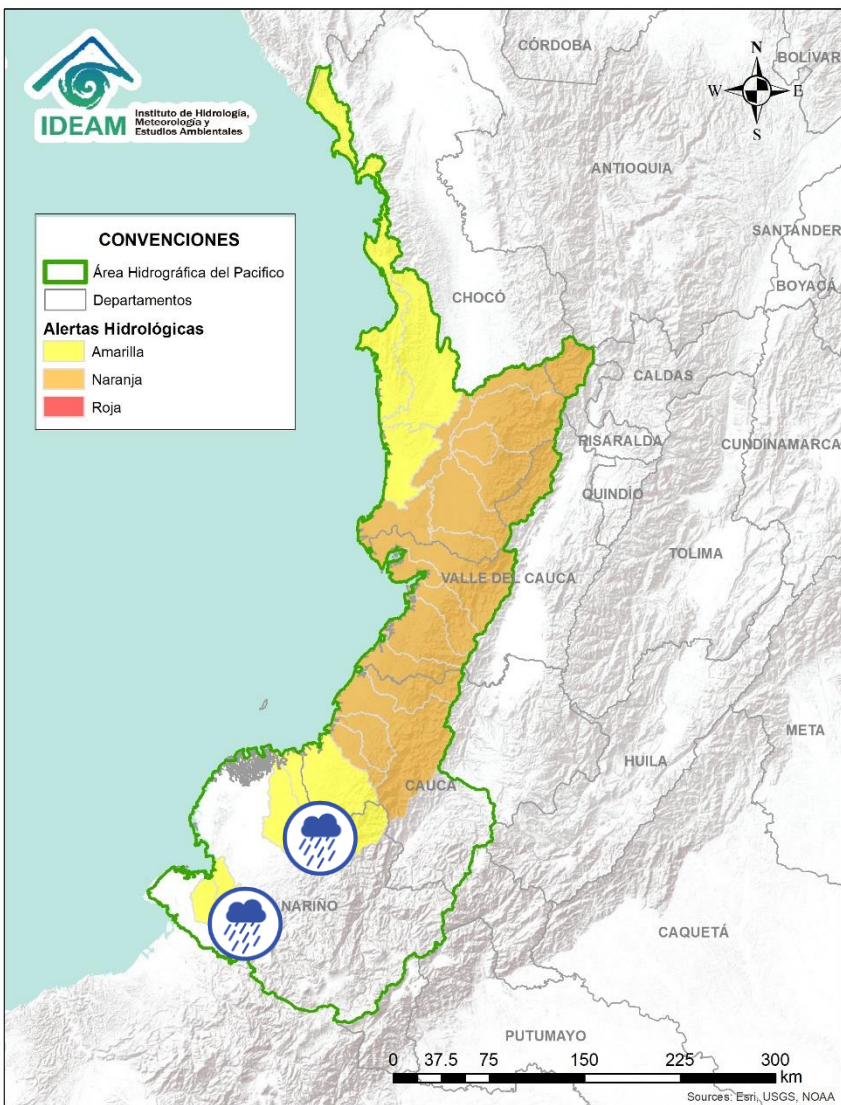 IDEAM
Instituto de Hidrología,
Meteorología y
Estudios Ambientales
CÓRDOBA
BOLÍVAR
N
W
E
S
ANTIOQUIA
SANTANDER
BOYACÁ
CONVENCIONES
Área Hidrográfica del Pacifico
Departamentos
Alertas Hidrológicas
Amarilla
Naranja
Roja
CHOCÓ
CALDAS
RISARALDA
CUNDINAMARCA
QUINDÍO
TOLIMA
VALLE DEL CAUCA
META
HUILA
CAUCA
NARIÑO
CAQUETÁ
PUTUMAYO
0 37.5 75 150 225 300
km
Sources: Esri, USGS, NOAA